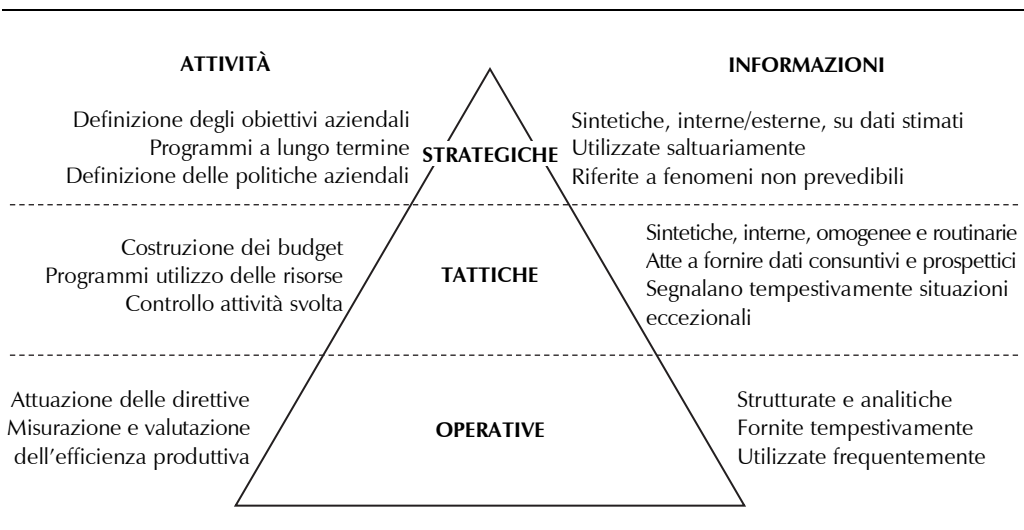 ATTIVITÀ
INFORMAZIONI
Definizione degli obiettivi aziendali
Programmi a lungo termine
Definizione delle politiche aziendali
STRATEGICHE
Sintetiche, interne/esterne, su dati stimati
Utilizzate saltuariamente
Riferite a fenomeni non prevedibili
Costruzione dei budget
Programmi utilizzo delle risorse
Controllo attività svolta
TATTICHE
Sintetiche, interne, omogenee e routinarie
Atte a fornire dati consuntivi e prospettici
Segnalano tempestivamente situazioni
eccezionali
Attuazione delle direttive
Misurazione e valutazione
dell'efficienza produttiva
OPERATIVE
Strutturate e analitiche
Fornite tempestivamente
Utilizzate frequentemente